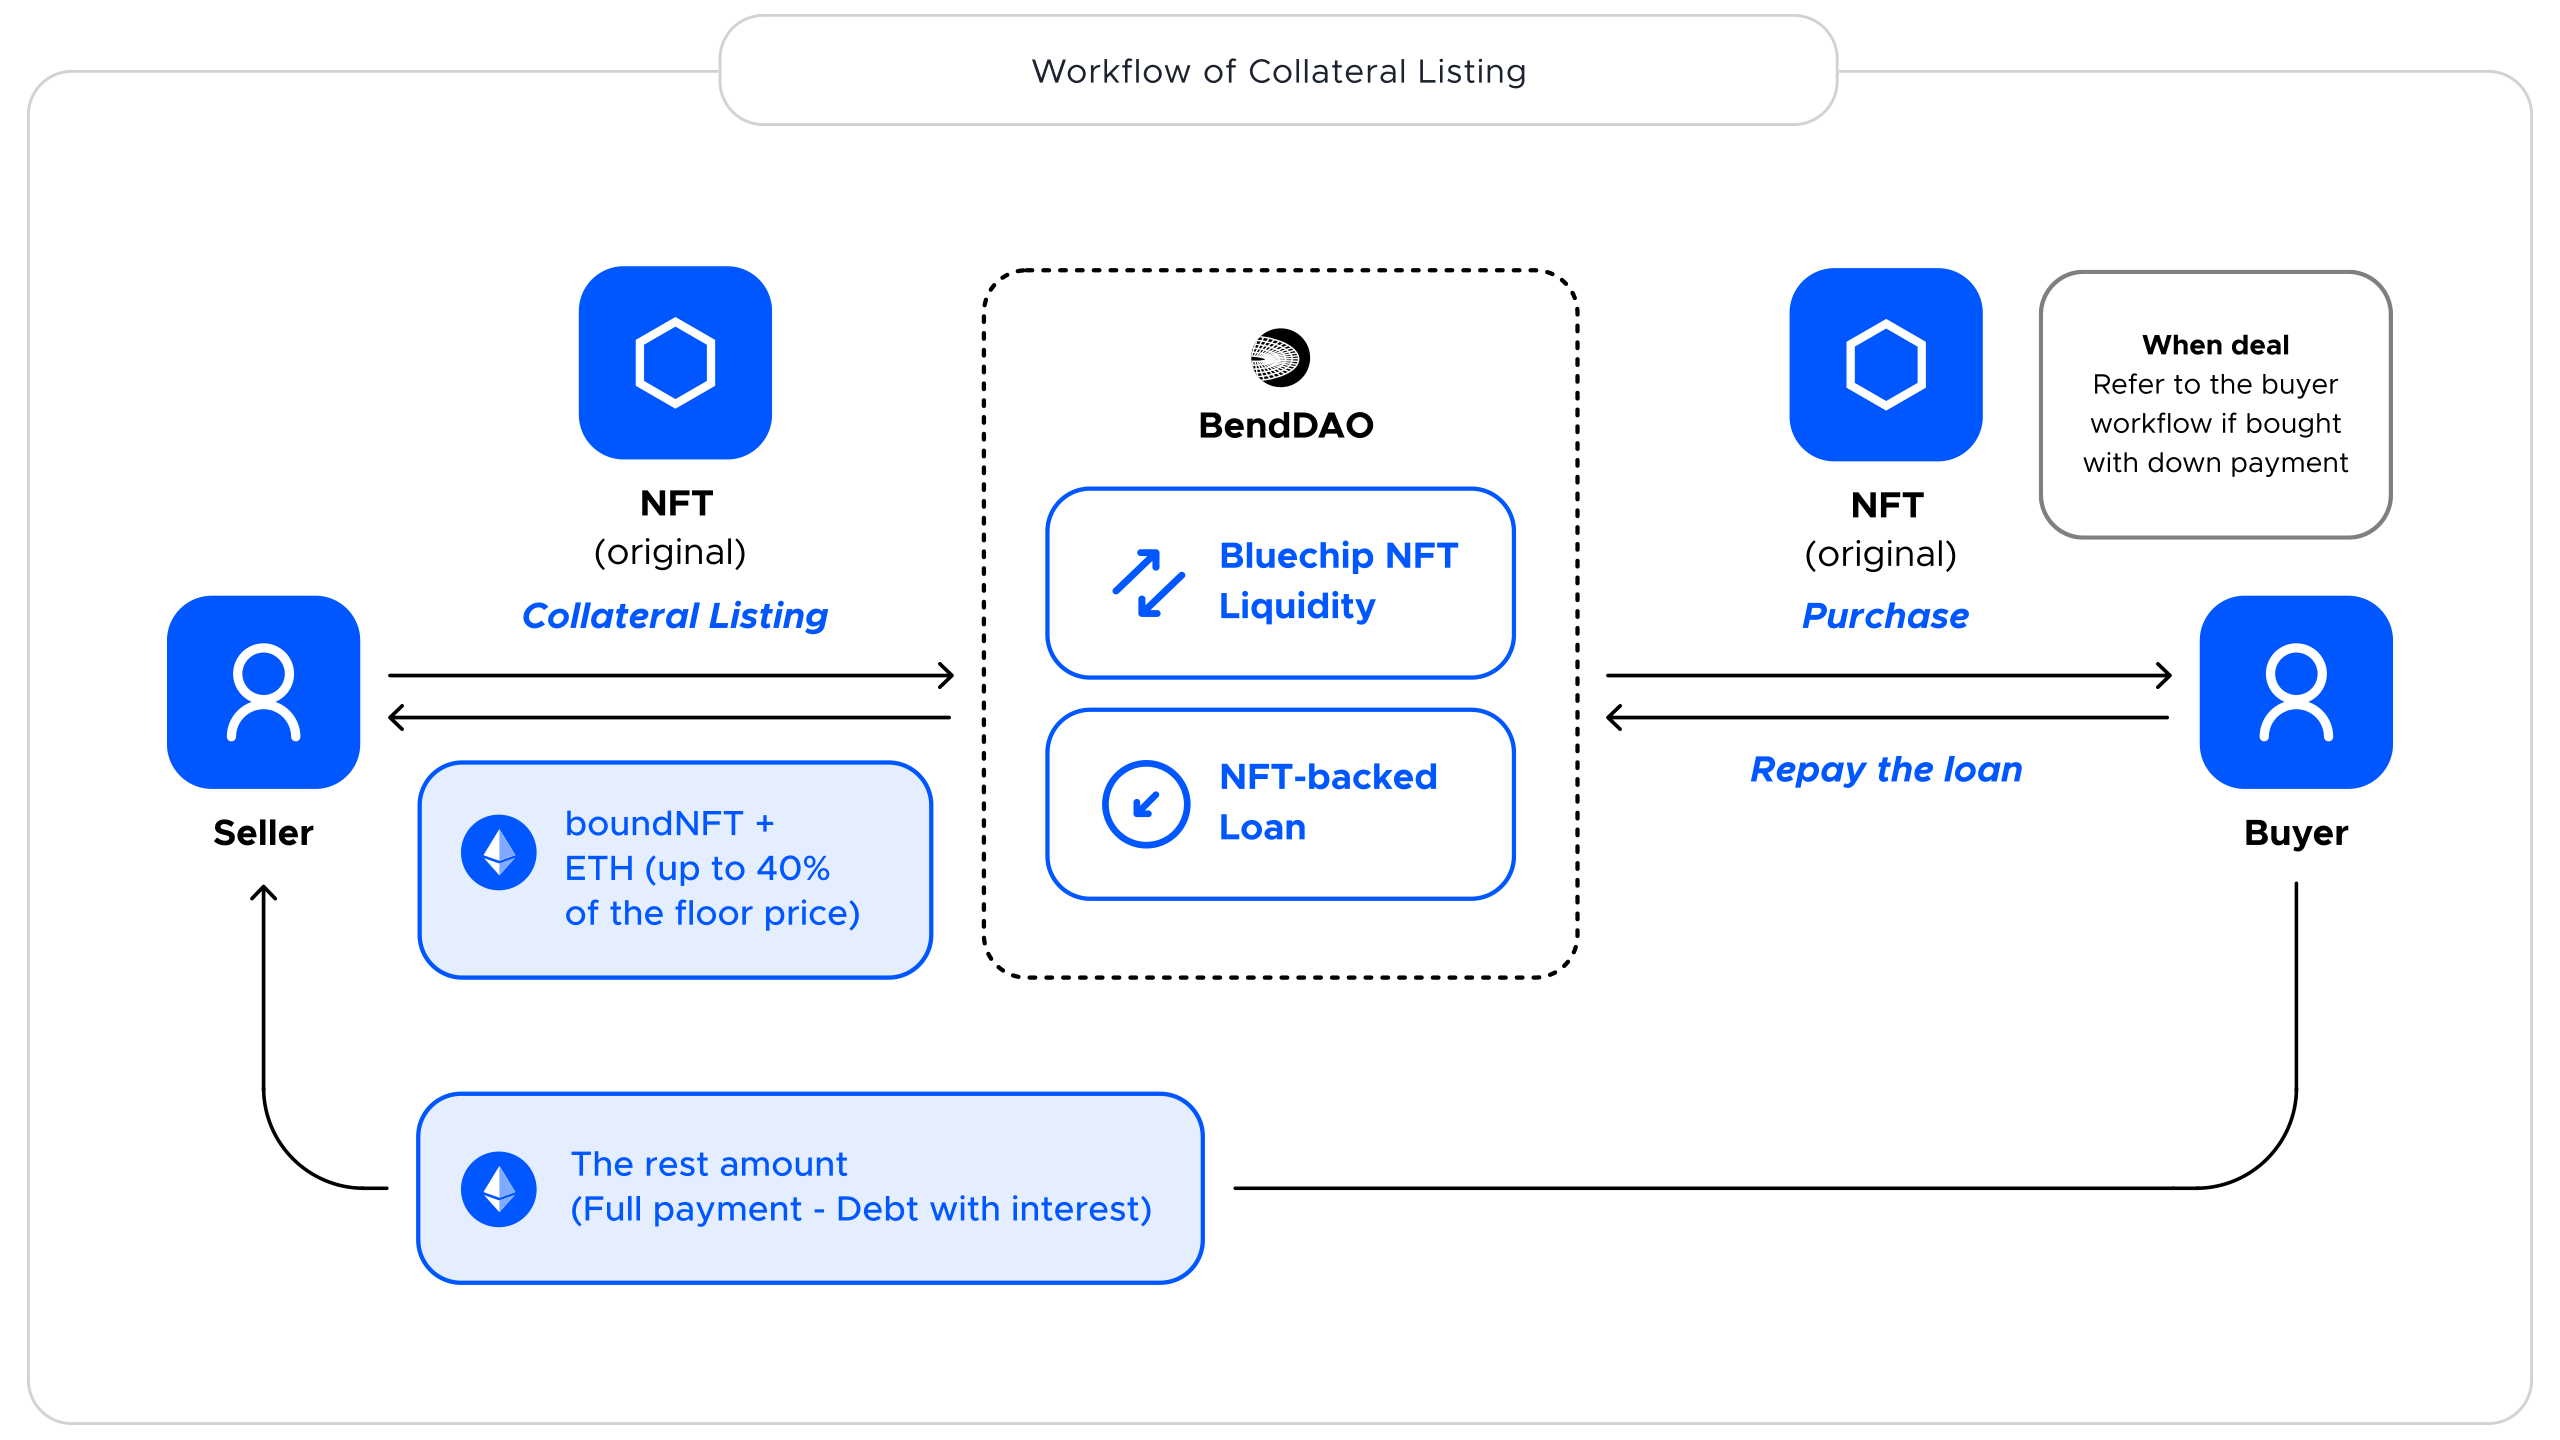 Workflow of Collateral Listing
NFT
(original)
Collateral Listing
Seller
boundNFT +
ETH (up to 40%
of the floor price)
BendDAO
Bluechip NFT
Liquidity
NFT-backed
Loan
NFT
(original)
Purchase
Repay the loan
When deal
Refer to the buyer
workflow if bought
with down payment
Buyer
The rest amount
(Full payment - Debt with interest)